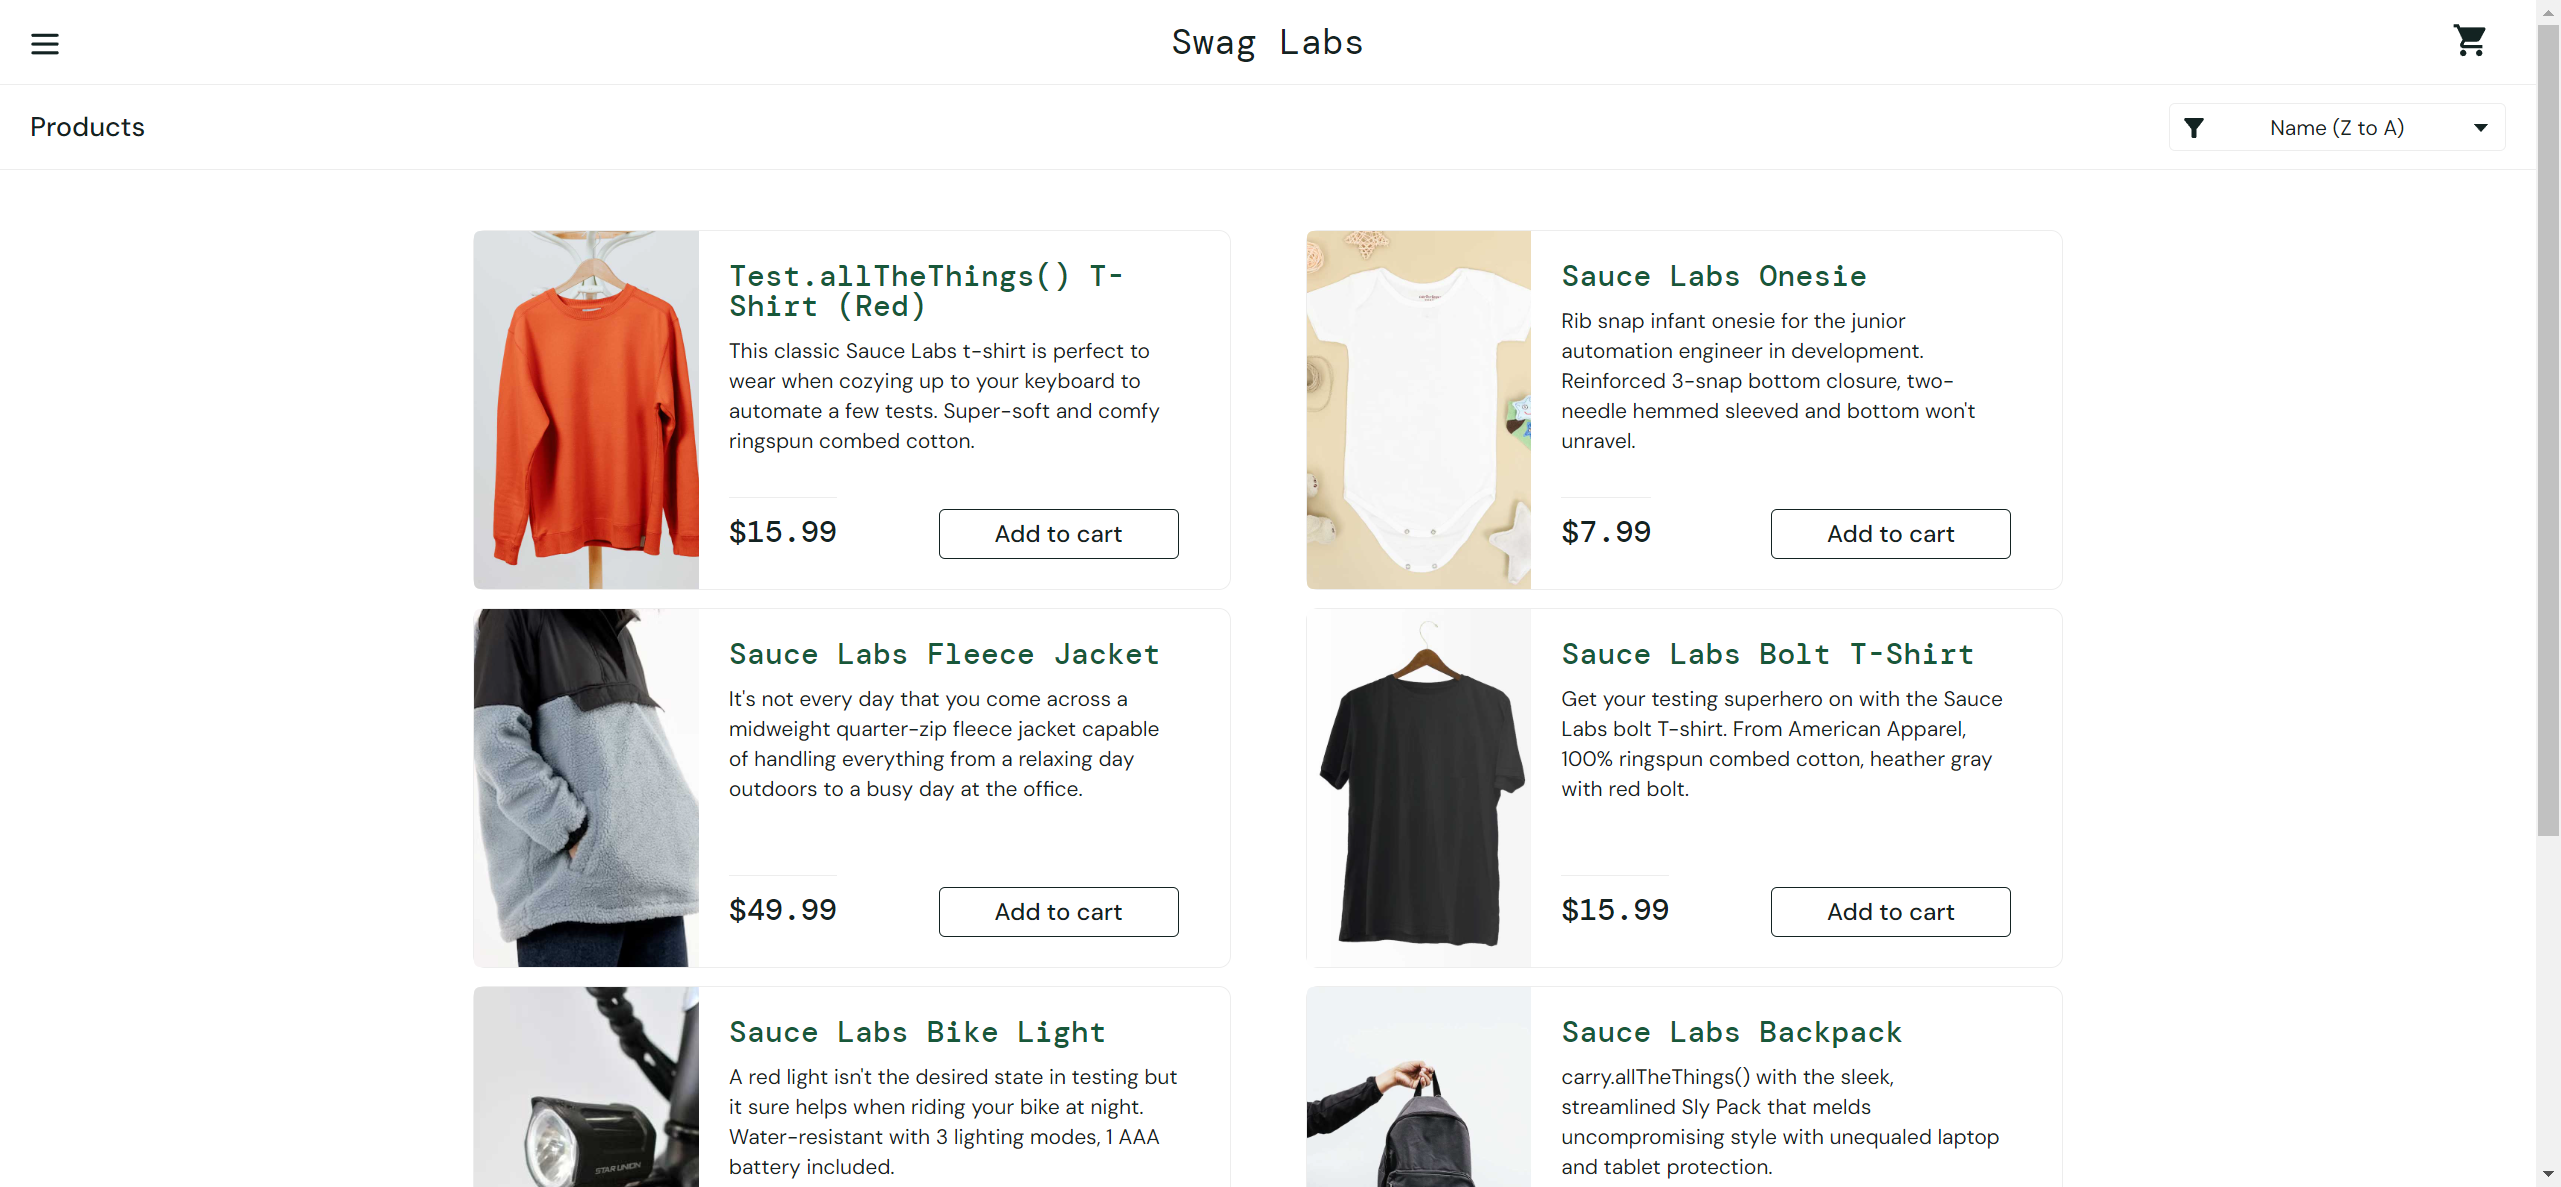 Swag Labs
Products
Name (Z to A)
Test.allTheThings() T-
Shirt (Red)
This classic Sauce Labs t-shirt is perfect to
wear when cozying up to your keyboard to
automate a few tests. Super-soft and comfy
ringspun combed cotton.
$15.99
Add to cart
Sauce Labs Onesie
Rib snap infant onesie for the junior
automation engineer in development.
Reinforced 3-snap bottom closure, two-
needle hemmed sleeved and bottom won't
unravel.
$7.99
Add to cart
Sauce Labs Fleece Jacket
It's not every day that you come across a
midweight quarter-zip fleece jacket capable
of handling everything from a relaxing day
outdoors to a busy day at the office.
$49.99
Add to cart
Sauce Labs Bolt T-Shirt
Get your testing superhero on with the Sauce
Labs bolt T-shirt. From American Apparel,
100% ringspun combed cotton, heather gray
with red bolt.
$15.99
Add to cart
Sauce Labs Bike Light
A red light isn't the desired state in testing but
it sure helps when riding your bike at night.
Water-resistant with 3 lighting modes, 1 AAA
battery included.
STAR UNION
Sauce Labs Backpack
carry.allTheThings() with the sleek,
streamlined Sly Pack that melds
uncompromising style with unequaled laptop
and tablet protection.